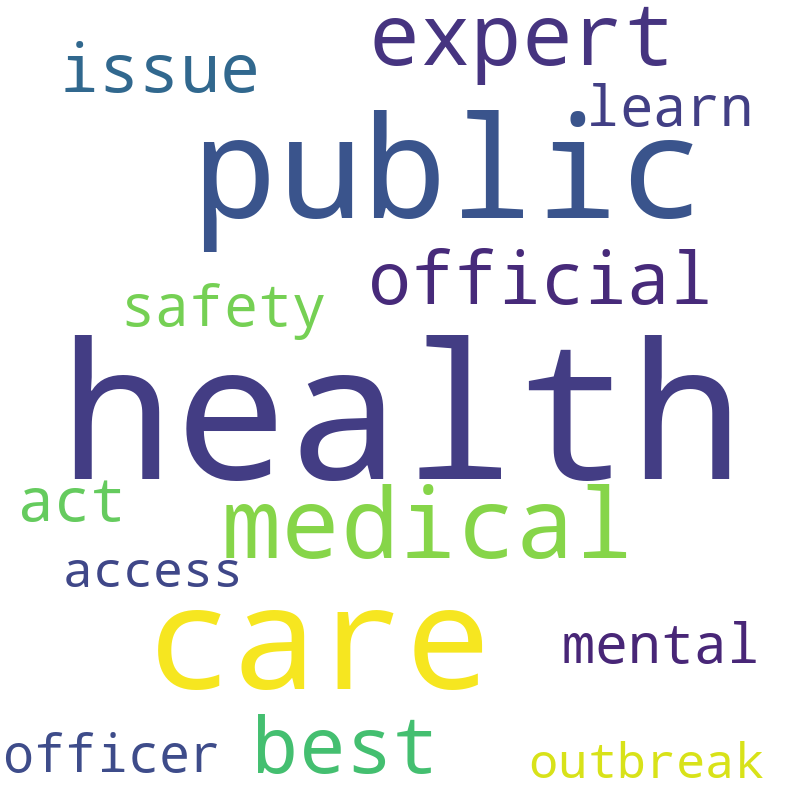 expert
issue
learn
public
official
safety
health
act
medical
access
care
mental
best
officer
outbreak